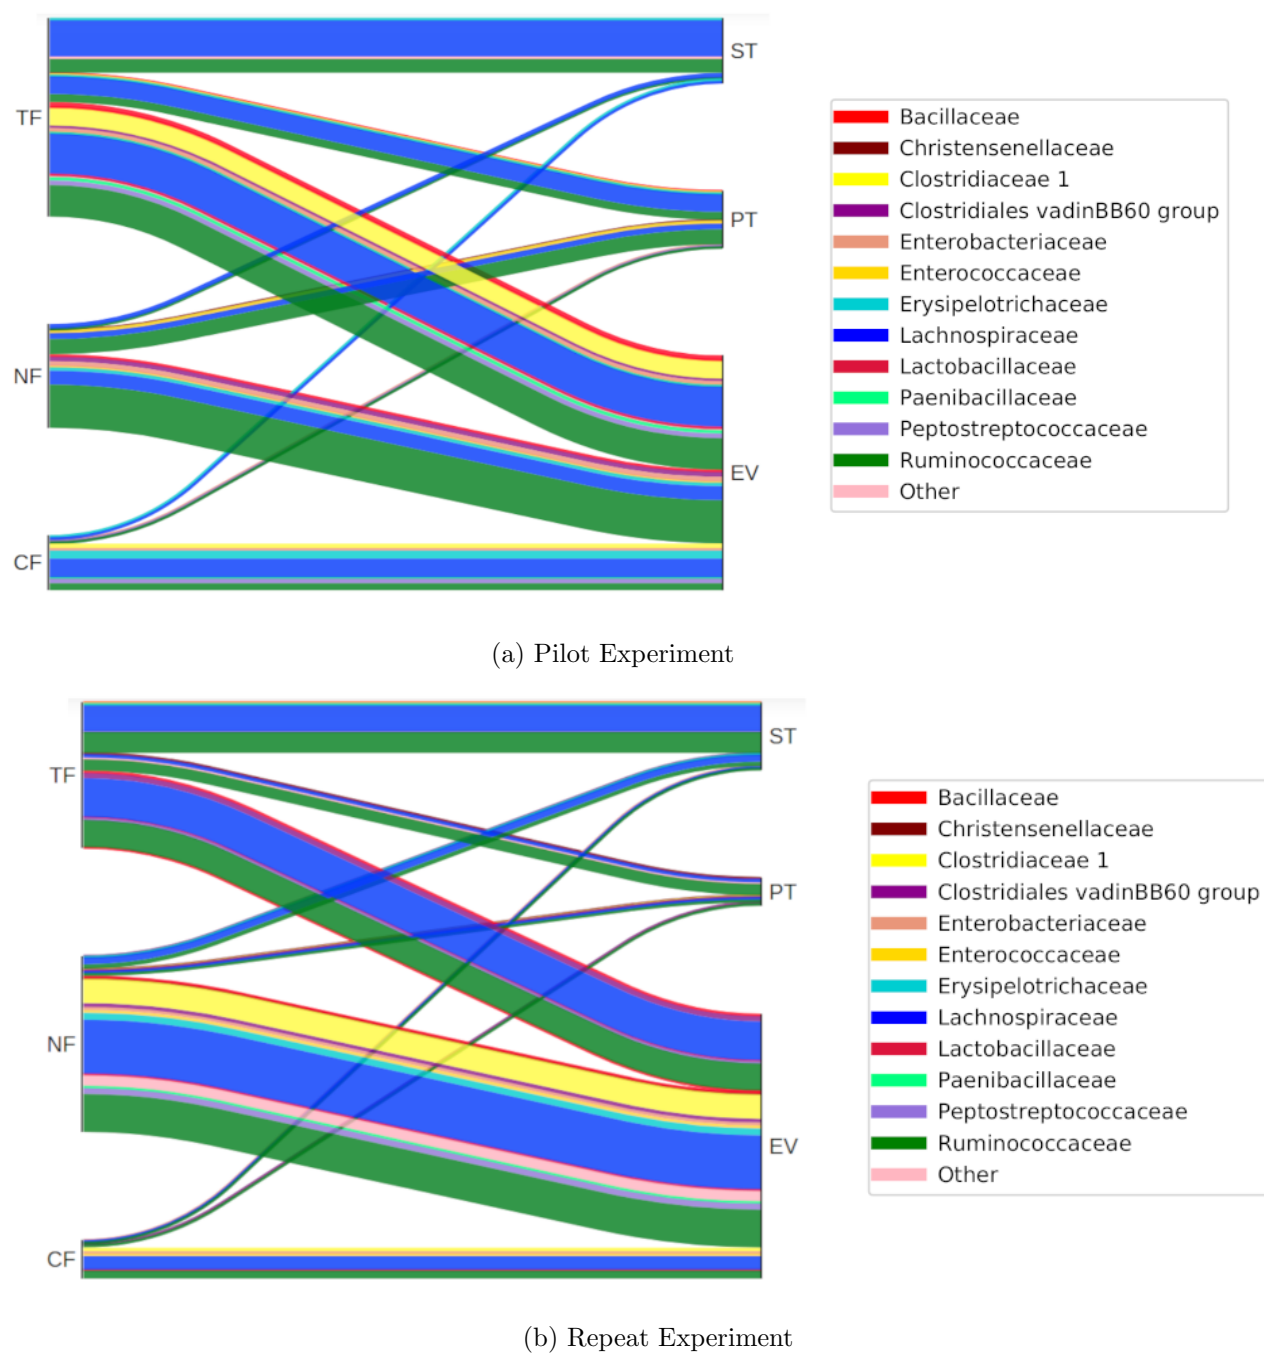 ST
TF
PT
NF
EV
CF
Bacillaceae
Christensenellaceae
Clostridiaceae 1
Clostridiales vadinBB60 group
Enterobacteriaceae
Enterococcaceae
Erysipelotrichaceae
Lachnospiraceae
Lactobacillaceae
Paenibacillaceae
Peptostreptococcaceae
Ruminococcaceae
Other
(a) Pilot Experiment
ST
TF
PT
NF
EV
CF
Bacillaceae
Christensenellaceae
Clostridiaceae 1
Clostridiales vadinBB60 group
Enterobacteriaceae
Enterococcaceae
Erysipelotrichaceae
Lachnospiraceae
Lactobacillaceae
Paenibacillaceae
Peptostreptococcaceae
Ruminococcaceae
Other
(b) Repeat Experiment